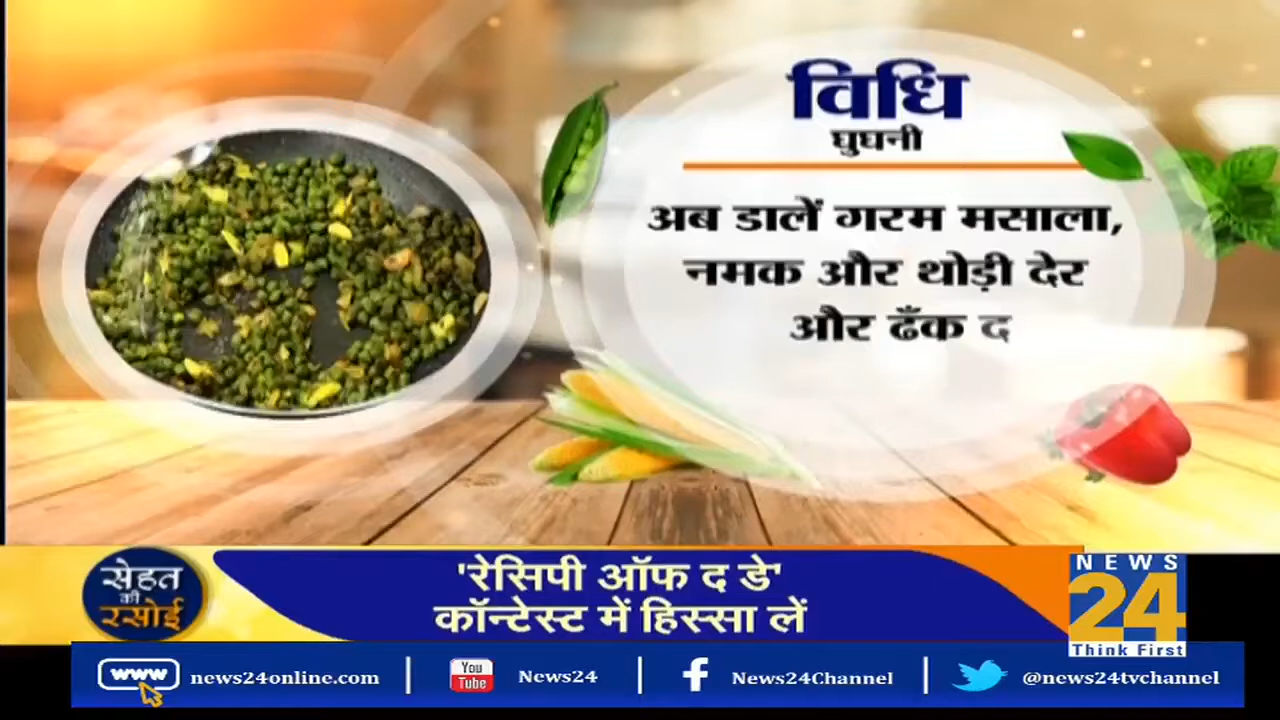 विधि
घुघनी
अब डालें गरम मसाला,
नमक और थोड़ी देर
और ढँक द
सेहत
की
रसोई
'रेसिपी ऑफ द डे'
कॉन्टेस्ट में हिस्सा लें
NEWS
24
Think First
www news24online.com
You Tube News24
f News24Channel
@news24tvchannel